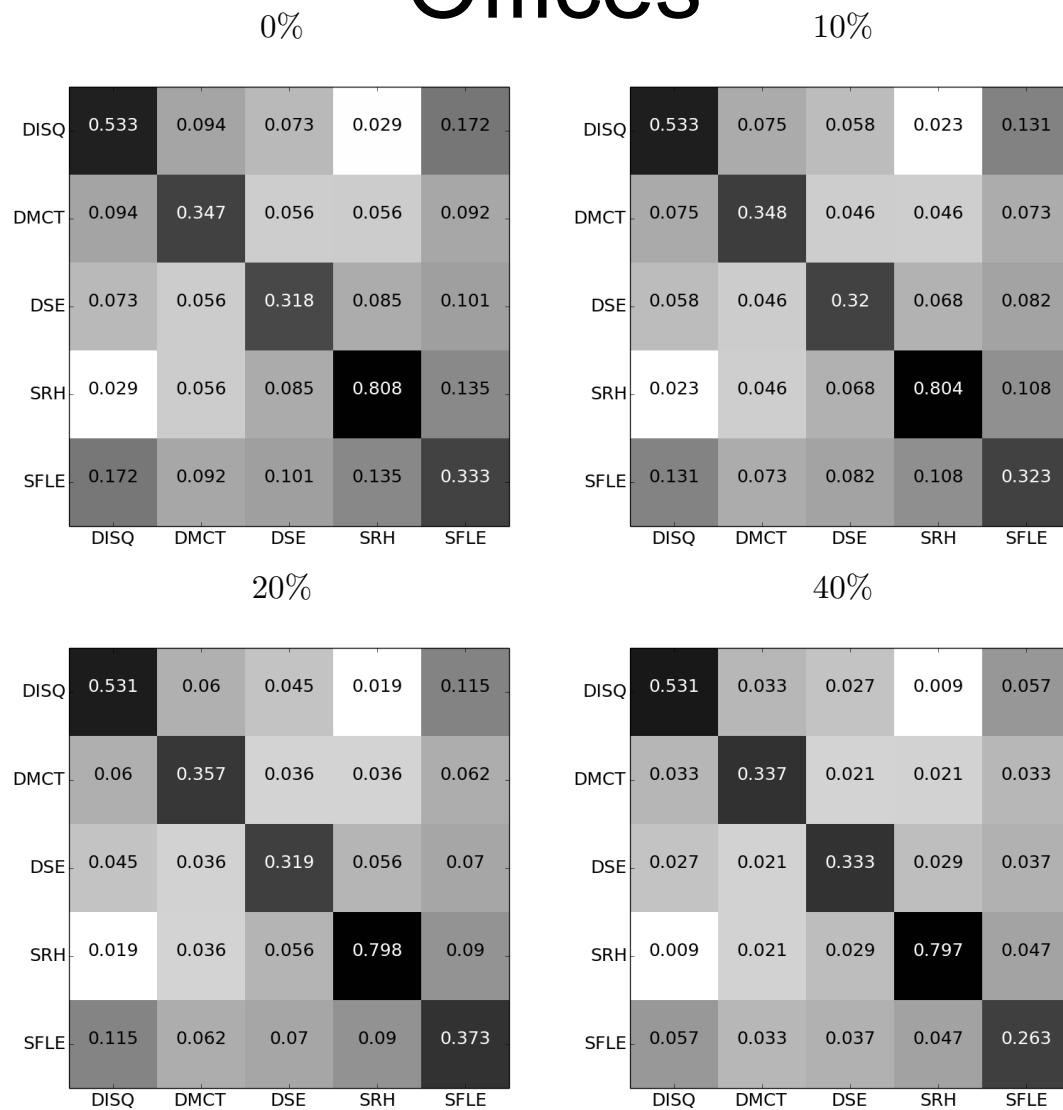 Offices
0% 10%
DISQ 0.533 0.094 0.073 0.029 0.172 DISQ 0.533 0.075 0.058 0.023 0.131
DMCT 0.094 0.347 0.056 0.056 0.092 DMCT 0.075 0.348 0.046 0.046 0.073
DSE 0.073 0.056 0.318 0.085 0.101 DSE 0.058 0.046 0.32 0.068 0.082
SRH 0.029 0.056 0.085 0.808 0.135 SRH 0.023 0.046 0.068 0.804 0.108
SFLE 0.172 0.092 0.101 0.135 0.333 SFLE 0.131 0.073 0.082 0.108 0.323
DISQ DMCT DSE SRH SFLE DISQ DMCT DSE SRH SFLE
20% 40%
DISQ 0.531 0.06 0.045 0.019 0.115 DISQ 0.531 0.033 0.027 0.009 0.057
DMCT 0.06 0.357 0.036 0.036 0.062 DMCT 0.033 0.337 0.021 0.021 0.033
DSE 0.045 0.036 0.319 0.056 0.07 DSE 0.027 0.021 0.333 0.029 0.037
SRH 0.019 0.036 0.056 0.798 0.09 SRH 0.009 0.021 0.029 0.797 0.047
SFLE 0.115 0.062 0.07 0.09 0.373 SFLE 0.057 0.033 0.037 0.047 0.263
DISQ DMCT DSE SRH SFLE DISQ DMCT DSE SRH SFLE